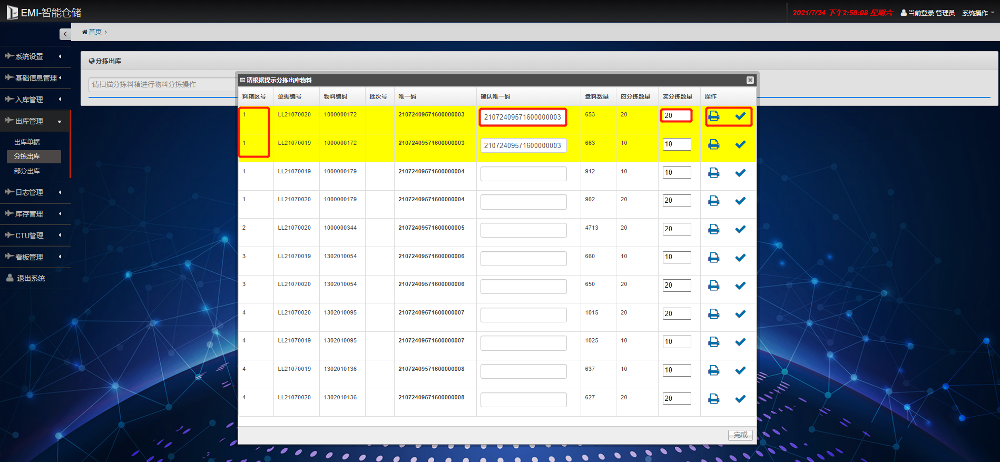 EMI-智能仓储
2021/7/24 下午2:58:08 星期六 当前登录:管理员 系统操作
首页
系统设置
基础信息管理
入库管理
出库管理
出库单据
分拣出库
部分出库
日志管理
库存管理
CTU管理
看板管理
退出系统
分拣出库
请扫描分拣料箱进行物料分拣操作
请根据提示分拣出库物料
料箱区号 单据编号 物料编码 批次号 唯一码 确认唯一码 盘料数量 应分拣数量 实分拣数量 操作
1 LL21070020 1000000172 21072409571600000003 21072409571600000003 653 20 20
1 LL21070019 1000000172 21072409571600000003 21072409571600000003 663 10 10
1 LL21070019 1000000179 21072409571600000004 912 10 10
1 LL21070020 1000000179 21072409571600000004 902 20 20
2 LL21070020 1000000344 21072409571600000005 4713 20 20
3 LL21070019 1302010054 21072409571600000006 660 10 10
3 LL21070020 1302010054 21072409571600000006 650 20 20
4 LL21070020 1302010095 21072409571600000007 1015 20 20
4 LL21070019 1302010095 21072409571600000007 1025 10 10
4 LL21070019 1302010136 21072409571600000008 637 10 10
4 LL21070020 1302010136 21072409571600000008 627 20 20
完成